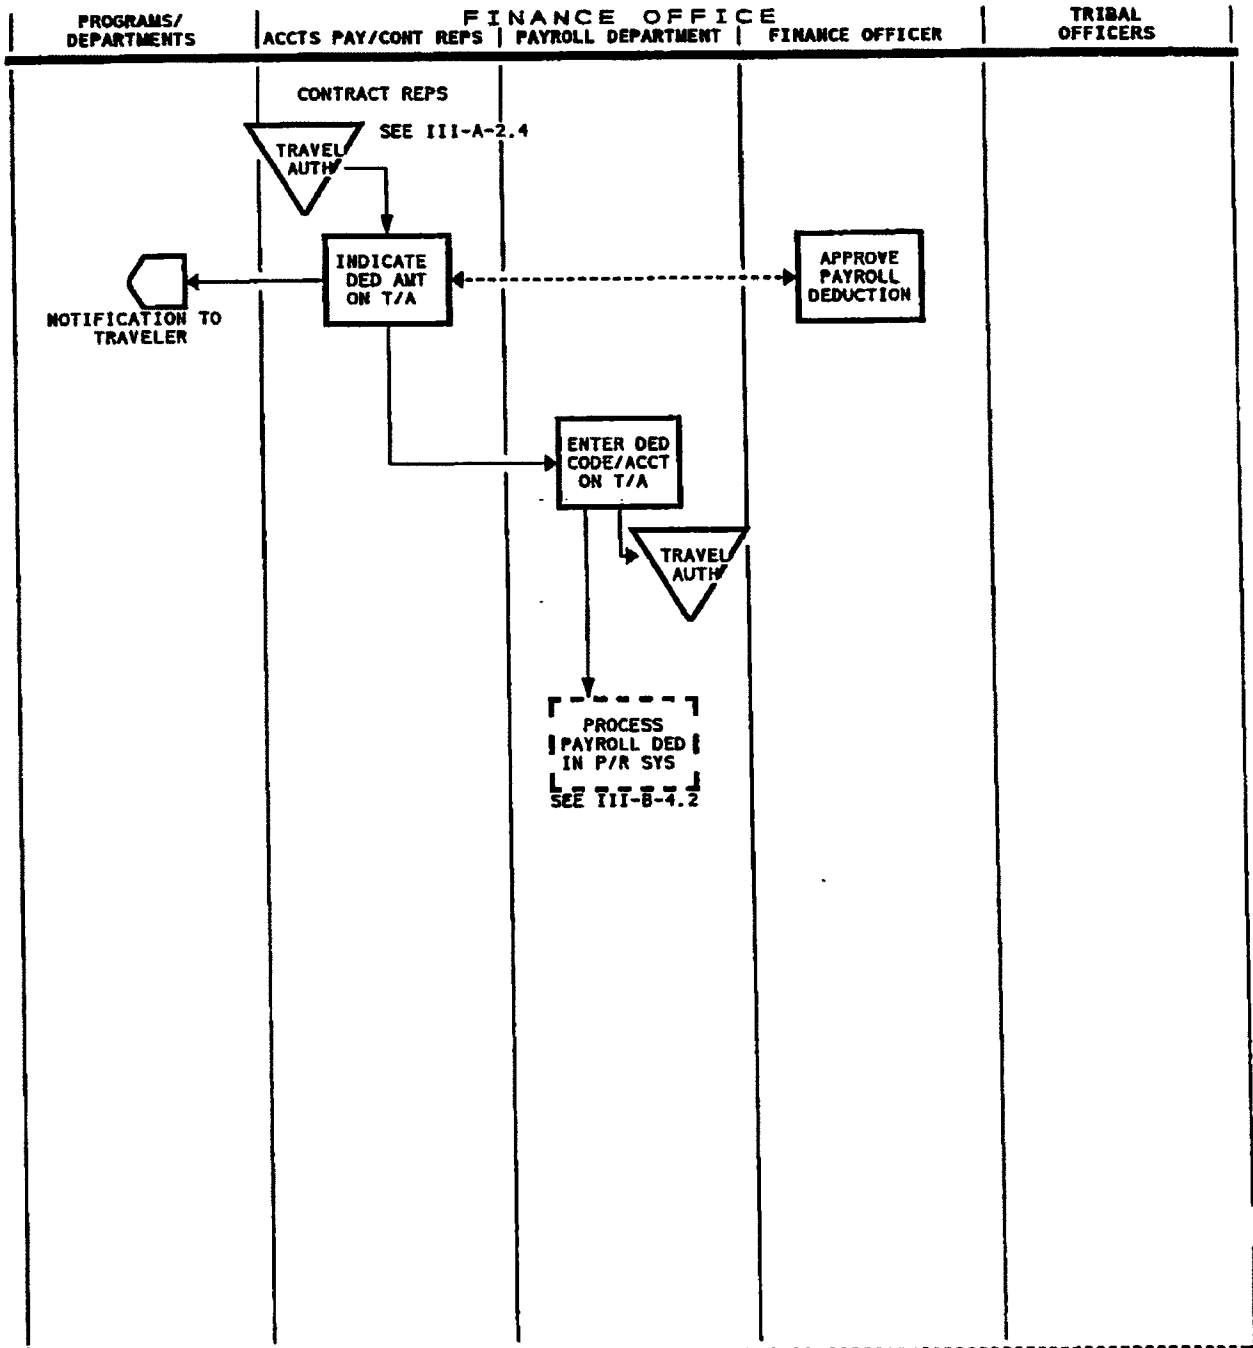 FINANCE OFFICE
PROGRAMS/
DEPARTMENTS
ACCTS PAY/CONT REPS
PAYROLL DEPARTMENT
FINANCE OFFICER
TRIBAL
OFFICERS
CONTRACT REPS
SEE III-A-2.4
TRAVEL
AUTH
INDICATE
DED AMT
ON T/A
APPROVE
PAYROLL
DEDUCTION
NOTIFICATION TO
TRAVELER
ENTER DED
CODE/ACCT
ON T/A
TRAVEL
AUTH
PROCESS
PAYROLL DED
IN P/R SYS
SEE III-B-4.2